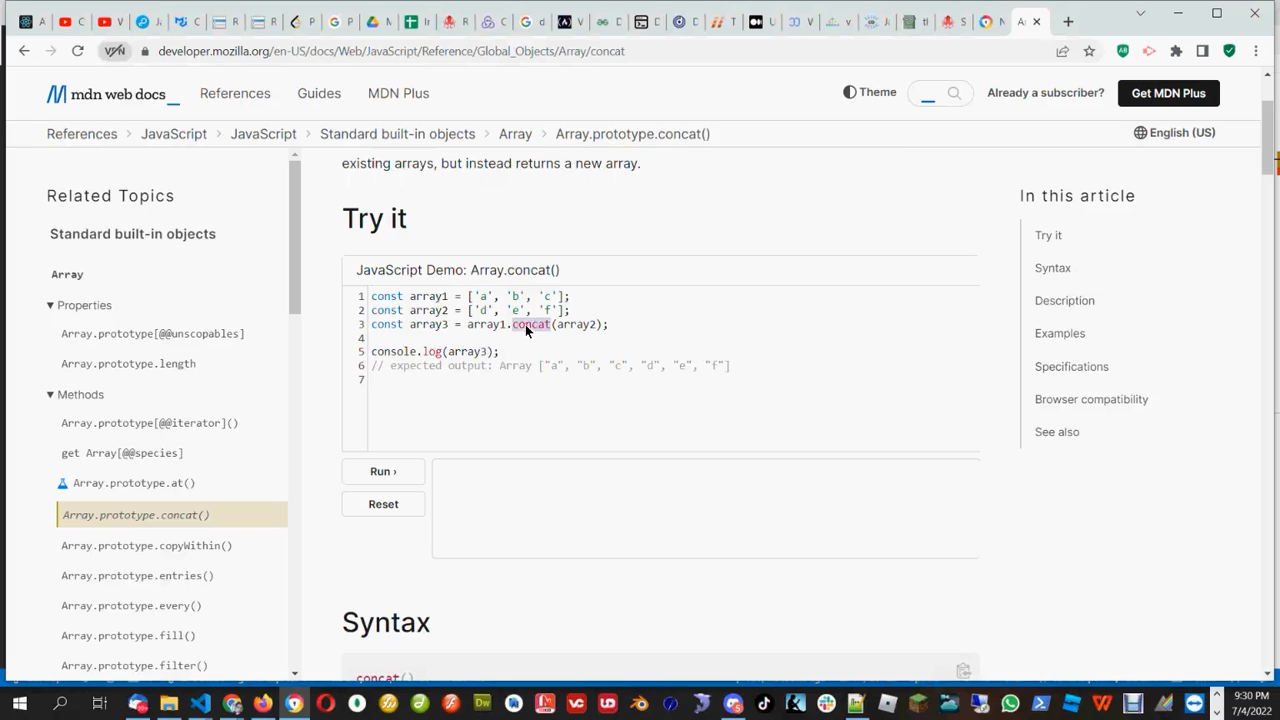 developer.mozilla.org/en-US/docs/Web/JavaScript/Reference/Global_Objects/Array/concat
mdn web docs
References
Guides
MDN Plus
Theme
Already a subscriber?
Get MDN Plus
References > JavaScript > JavaScript > Standard built-in objects > Array > Array.prototype.concat()
English (US)
Related Topics
Standard built-in objects
Array
Properties
Array.prototype[@@unscopables]
Array.prototype.length
Methods
Array.prototype[@@iterator]()
get Array[@@species]
Array.prototype.at()
Array.prototype.concat()
Array.prototype.copyWithin()
Array.prototype.entries()
Array.prototype.every()
Array.prototype.fill()
Array.prototype.filter()
existing arrays, but instead returns a new array.
Try it
JavaScript Demo: Array.concat()
1 const array1 = ['a', 'b', 'c'];
2 const array2 = ['d', 'e', 'f'];
3 const array3 = array1.concat(array2);
4
5 console.log(array3);
6 // expected output: Array ["a", "b", "c", "d", "e", "f"]
7
Run ›
Reset
Syntax
concat()
In this article
Try it
Syntax
Description
Examples
Specifications
Browser compatibility
See also
9:30 PM
7/4/2022